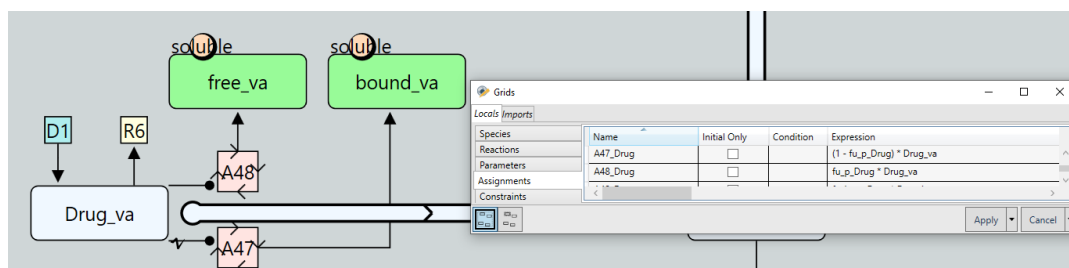 soluble
soluble
free_va
bound_va
Grids
Locals Imports
Species
Reactions
Parameters
Assignments
Constraints
Name Initial Only Condition Expression
A47_Drug (1 - fu_p_Drug) * Drug_va
A48_Drug fu_p_Drug * Drug_va
Apply Cancel
D1
R6
A48
Drug_va
A47